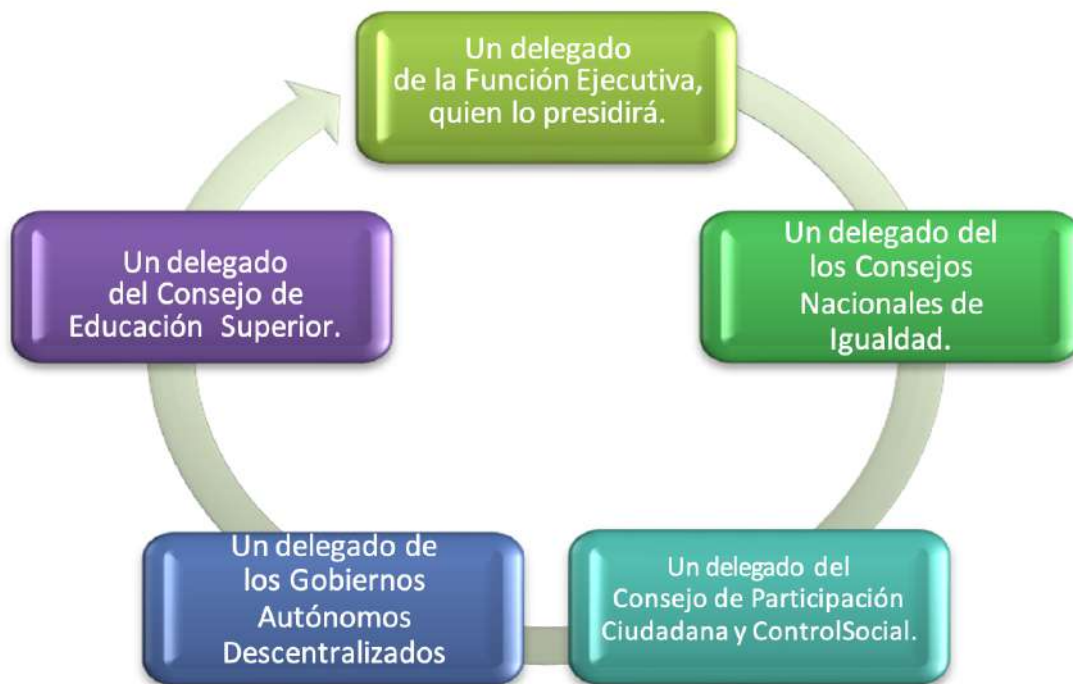 Un delegado
de la Función Ejecutiva,
quien lo presidirá.
Un delegado del
los Consejos
Nacionales de
Igualdad.
Un delegado del
Consejo de Participación
Ciudadana y ControlSocial.
Un delegado de
los Gobiernos
Autónomos
Descentralizados
Un delegado
del Consejo de
Educación Superior.